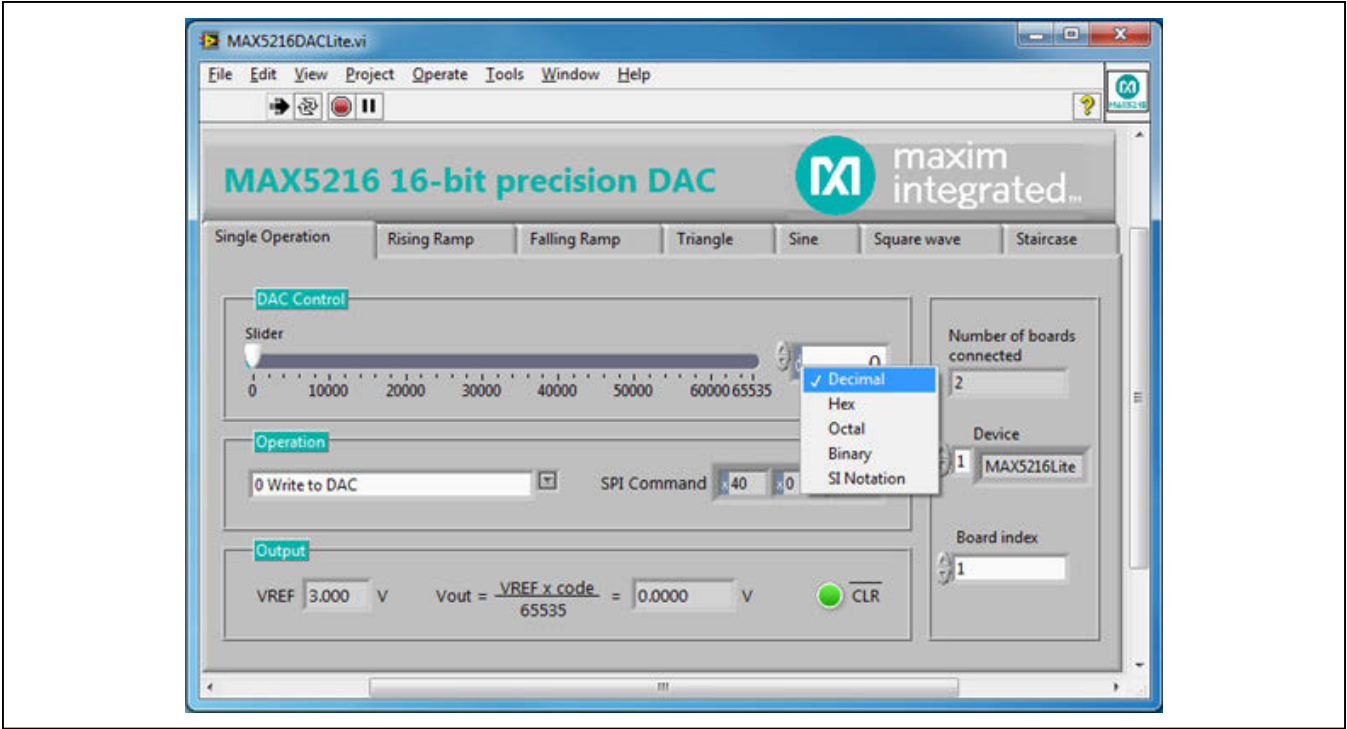 MAX5216DACLite.vi
File Edit View Project Operate Tools Window Help
MAX5216 16-bit precision DAC
maxim
integrated™
Single Operation Rising Ramp Falling Ramp Triangle Sine Square wave Staircase
DAC Control
Slider
0 10000 20000 30000 40000 50000 60000 65535
0
Decimal
Hex
Octal
Binary
SI Notation
Operation
0 Write to DAC
SPI Command x 40 x 0
Output
VREF 3.000 V
Vout = VREF x code = 0.0000 V
65535
CLR
Number of boards
connected
2
Device
1 MAX5216Lite
Board index
1